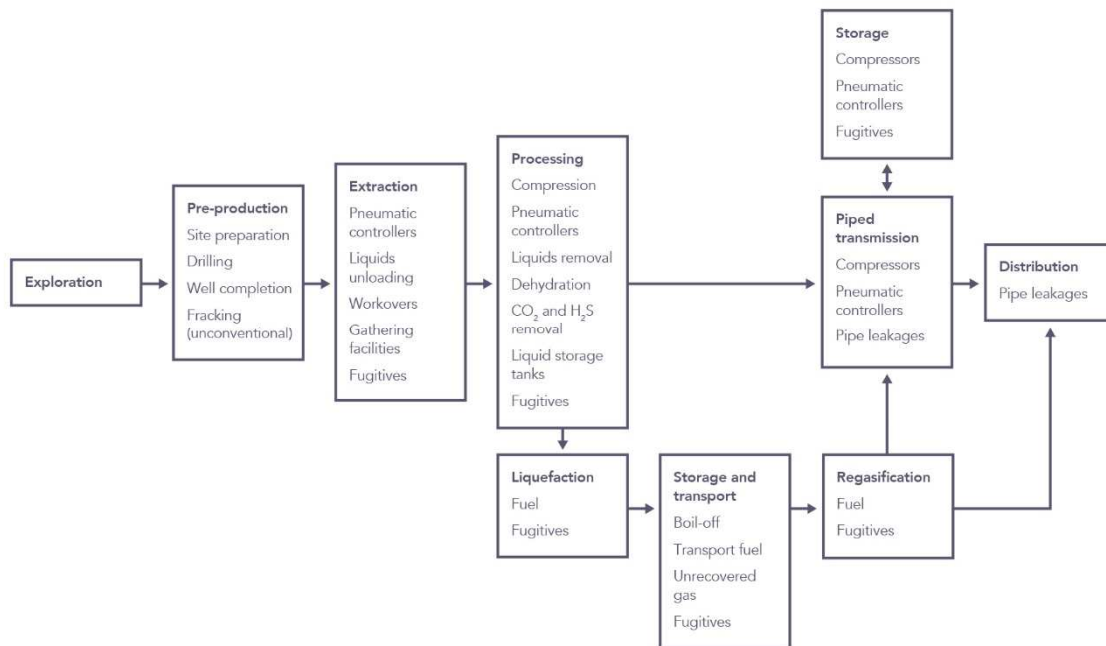 Exploration
Pre-production
Site preparation
Drilling
Well completion
Fracking
(unconventional)
Extraction
Pneumatic
controllers
Liquids
unloading
Workovers
Gathering
facilities
Fugitives
Processing
Compression
Pneumatic
controllers
Liquids removal
Dehydration
CO₂ and H₂S
removal
Liquid storage
tanks
Fugitives
Storage
Compressors
Pneumatic
controllers
Fugitives
Piped
transmission
Compressors
Pneumatic
controllers
Pipe leakages
Distribution
Pipe leakages
Liquefaction
Fuel
Fugitives
Storage and
transport
Boil-off
Transport fuel
Unrecovered
gas
Fugitives
Regasification
Fuel
Fugitives